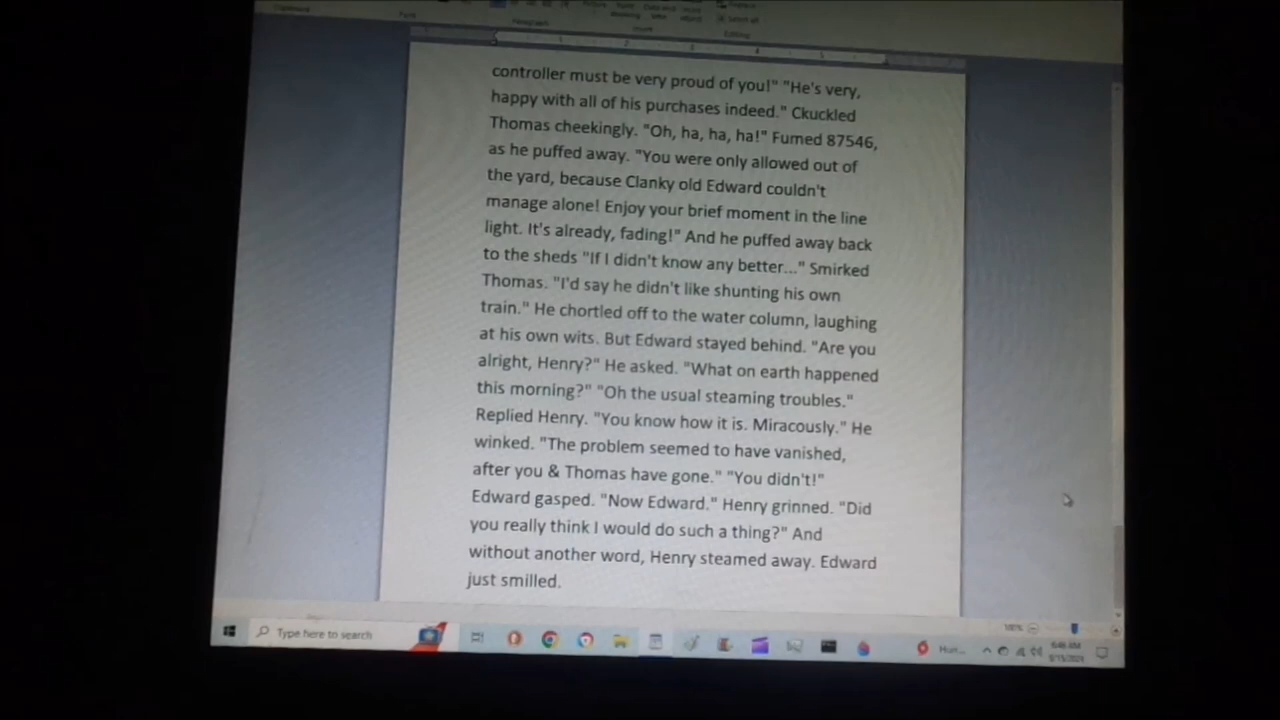 Paragraph
Editing
controller must be very proud of you!" "He's very,
happy with all of his purchases indeed." Ckuckled
Thomas cheekingly. "Oh, ha, ha, ha!" Fumed 87546,
as he puffed away. "You were only allowed out of
the yard, because Clanky old Edward couldn't
manage alone! Enjoy your brief moment in the line
light. It's already, fading!" And he puffed away back
to the sheds "If I didn't know any better..." Smirked
Thomas. "I'd say he didn't like shunting his own
train." He chortled off to the water column, laughing
at his own wits. But Edward stayed behind. "Are you
alright, Henry?" He asked. "What on earth happened
this morning?" "Oh the usual steaming troubles."
Replied Henry. "You know how it is. Miracously." He
winked. "The problem seemed to have vanished,
after you & Thomas have gone." "You didn't!"
Edward gasped. "Now Edward." Henry grinned. "Did
you really think I would do such a thing?" And
without another word, Henry steamed away. Edward
just smilled.
100%
Type here to search